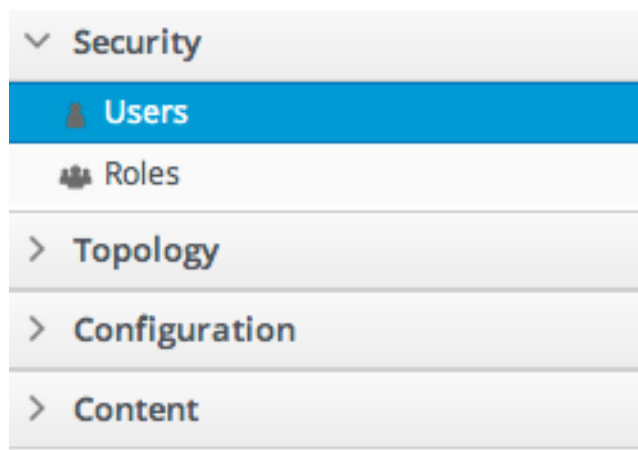 Security
Users
Roles
Topology
Configuration
Content